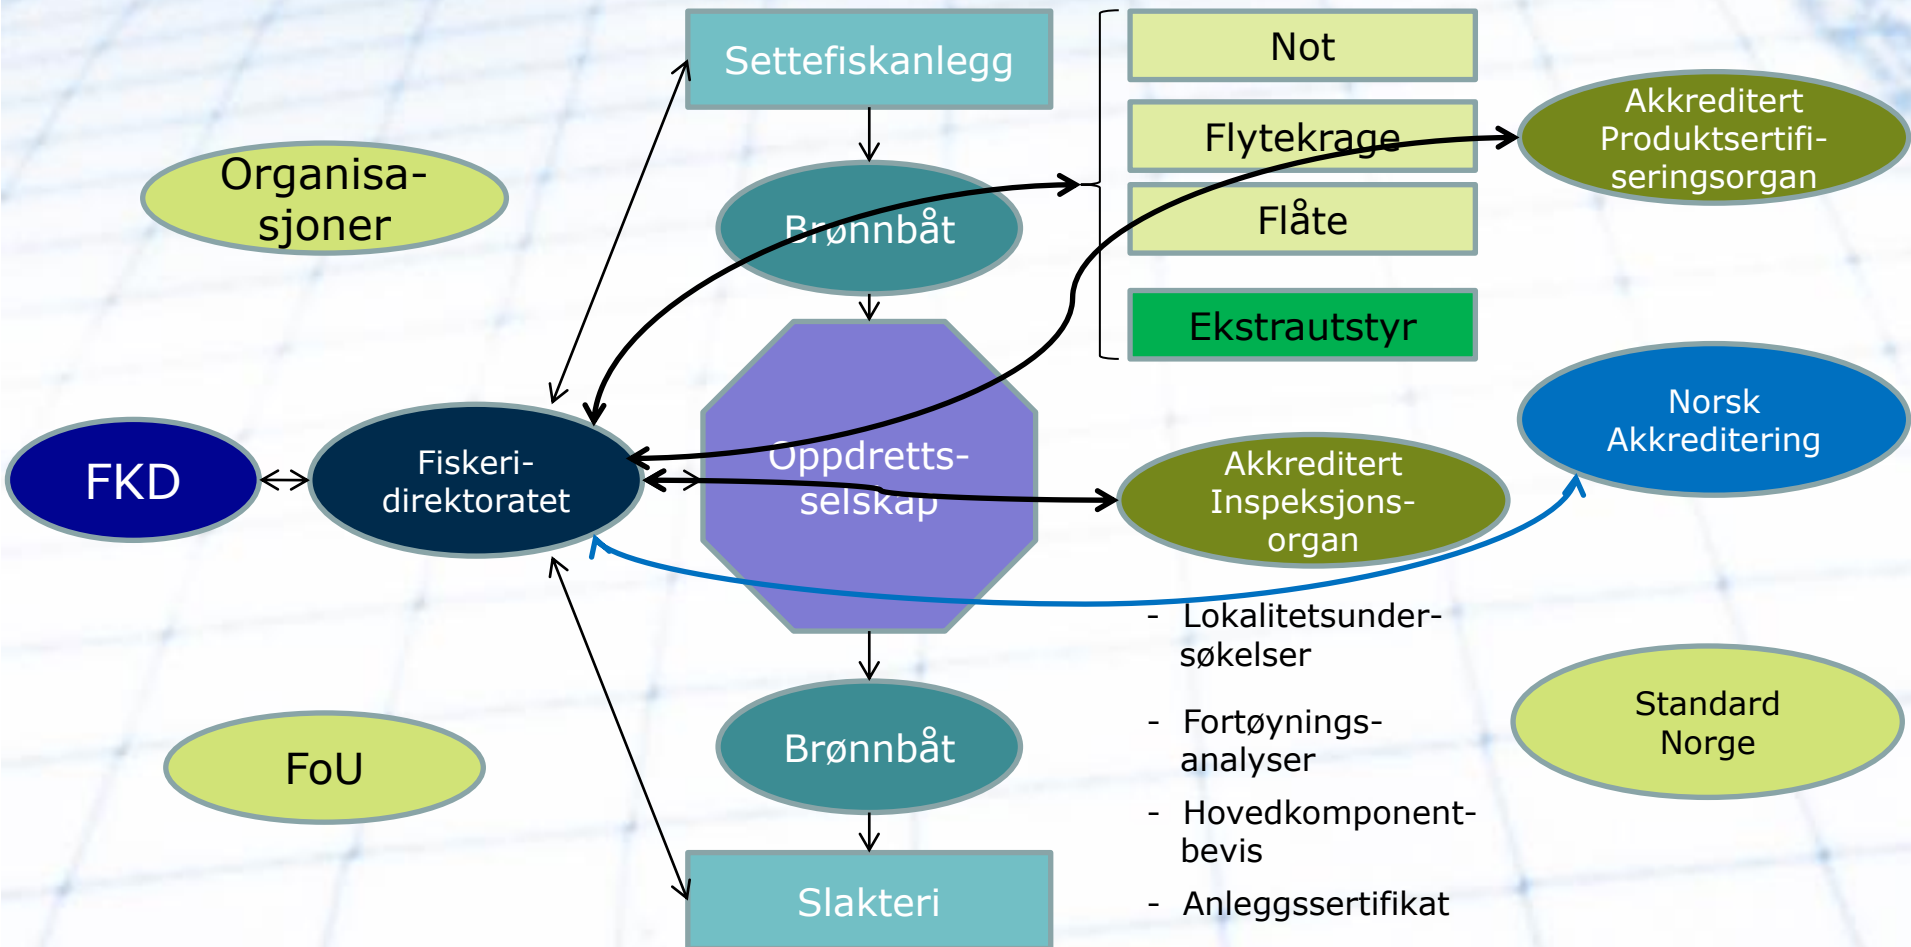 Settefiskanlegg
Not
Flytekrage
Flåte
Ekstrautstyr
Akkreditert
Produktsertifi-
seringsorgan
Organisa-
sjoner
Brønnbåt
Norsk
Akkreditering
FKD
Fiskeri-
direktoratet
Oppdretts-
selskap
Akkreditert
Inspeksjons-
organ
- Lokalitetsunder-
søkelser
- Fortøynings-
analyser
- Hovedkomponent-
bevis
- Anleggssertifikat
Standard
Norge
FoU
Brønnbåt
Slakteri